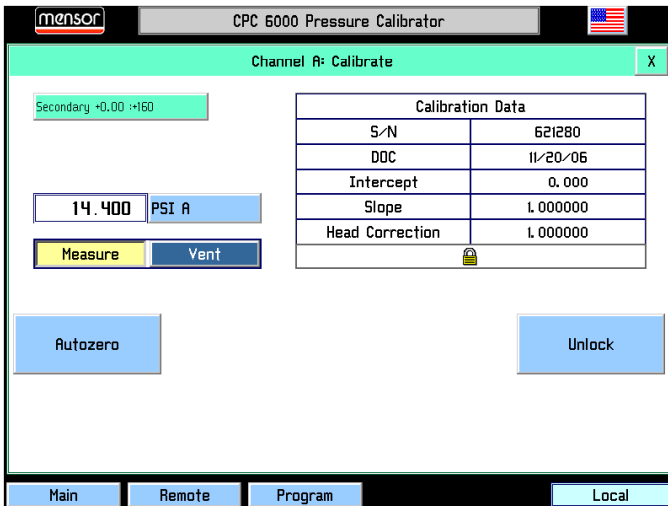 mensor
CPC 6000 Pressure Calibrator
Channel A: Calibrate
X
Secondary +0.00 :+160
Calibration Data
S/N 621280
DOC 11/20/06
Intercept 0.000
Slope 1.000000
Head Correction 1.000000
14.400 PSI A
Measure Vent
Autozero
Unlock
Main Remote Program Local